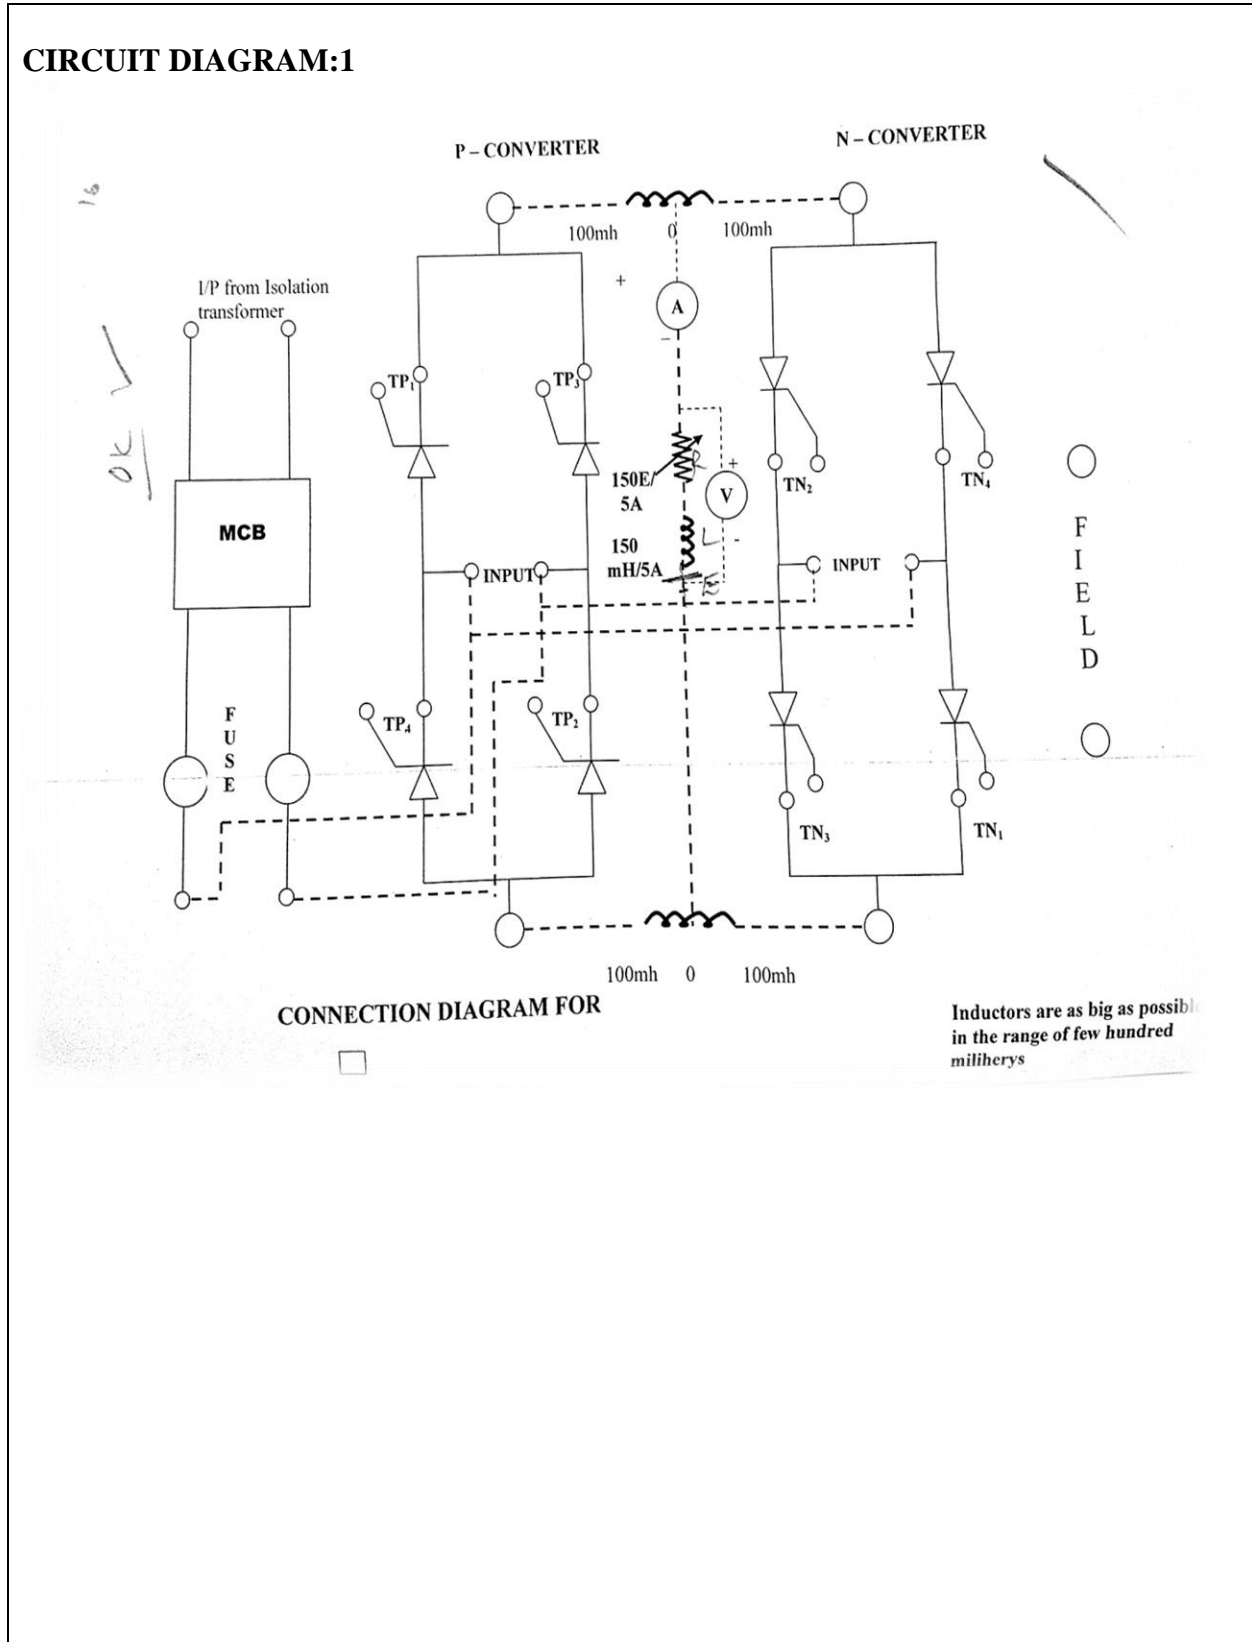 CIRCUIT DIAGRAM:1
P – CONVERTER
N – CONVERTER
16
100mh
0
100mh
I/P from Isolation
transformer
+
A
–
TP1
TP3
OK
150E/
5A
R
+
V
-
TN2
TN4
MCB
150
mH/5A
L
E
INPUT
INPUT
F
I
E
L
D
F
U
S
E
TP4
TP2
TN3
TN1
100mh
0
100mh
CONNECTION DIAGRAM FOR
Inductors are as big as possibl
in the range of few hundred
miliherys